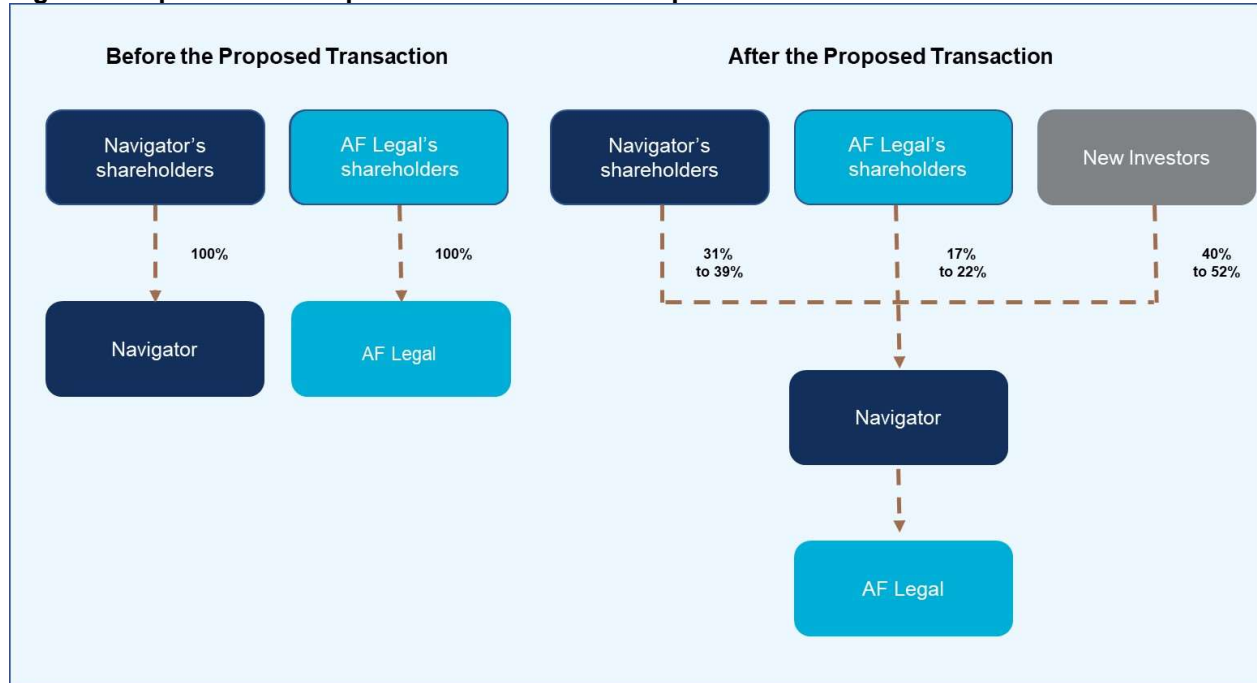 Before the Proposed Transaction
After the Proposed Transaction
Navigator's
shareholders
AF Legal's
shareholders
Navigator's
shareholders
AF Legal's
shareholders
New Investors
100%
100%
31%
to 39%
17%
to 22%
40%
to 52%
Navigator
AF Legal
Navigator
AF Legal